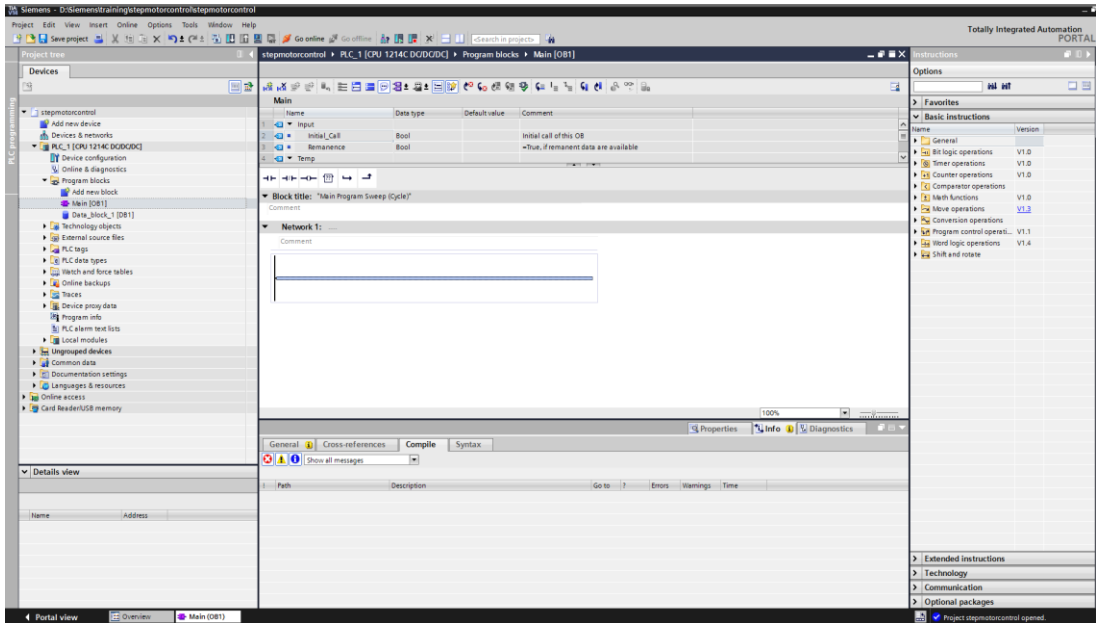 Siemens - D:\Siemens\training\stepmotorcontrol\stepmotorcontrol
Project Edit View Insert Online Options Tools Window Help
Totally Integrated Automation
PORTAL
Save project Go online Go offline <Search in project>
Project tree
stepmotorcontrol PLC_1 [CPU 1214C DC/DC/DC] Program blocks Main [OB1]
Instructions
Devices
Options
PLC programming
stepmotorcontrol
Add new device
Devices & networks
PLC_1 [CPU 1214C DC/DC/DC]
Device configuration
Online & diagnostics
Program blocks
Add new block
Main [OB1]
Data_block_1 [DB1]
Technology objects
External source files
PLC tags
PLC data types
Watch and force tables
Online backups
Traces
Device proxy data
Program info
PLC alarm text lists
Local modules
Ungrouped devices
Common data
Documentation settings
Languages & resources
Online access
Card Reader/USB memory
Details view
Name Address
Main
Name Data type Default value Comment
1 Input
2 Initial_Call Bool Initial call of this OB
3 Remanence Bool =True, if remanent data are available
4 Temp
Block title: "Main Program Sweep (Cycle)"
Comment
Network 1: .....
Comment
100%
Properties Info Diagnostics
General Cross-references Compile Syntax
Show all messages
! Path Description Go to ? Errors Warnings Time
Favorites
Basic instructions
Name Version
General
Bit logic operations V1.0
Timer operations V1.0
Counter operations V1.0
Comparator operations
Math functions V1.0
Move operations V1.3
Conversion operations
Program control operati... V1.1
Word logic operations V1.4
Shift and rotate
Extended instructions
Technology
Communication
Optional packages
Portal view Overview Main (OB1)
Project stepmotorcontrol opened.